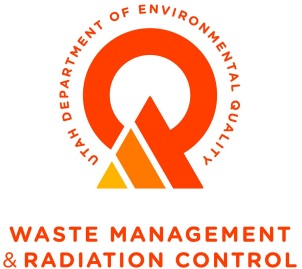 UTAH DEPARTMENT OF ENVIRONMENTAL QUALITY
WASTE MANAGEMENT
& RADIATION CONTROL